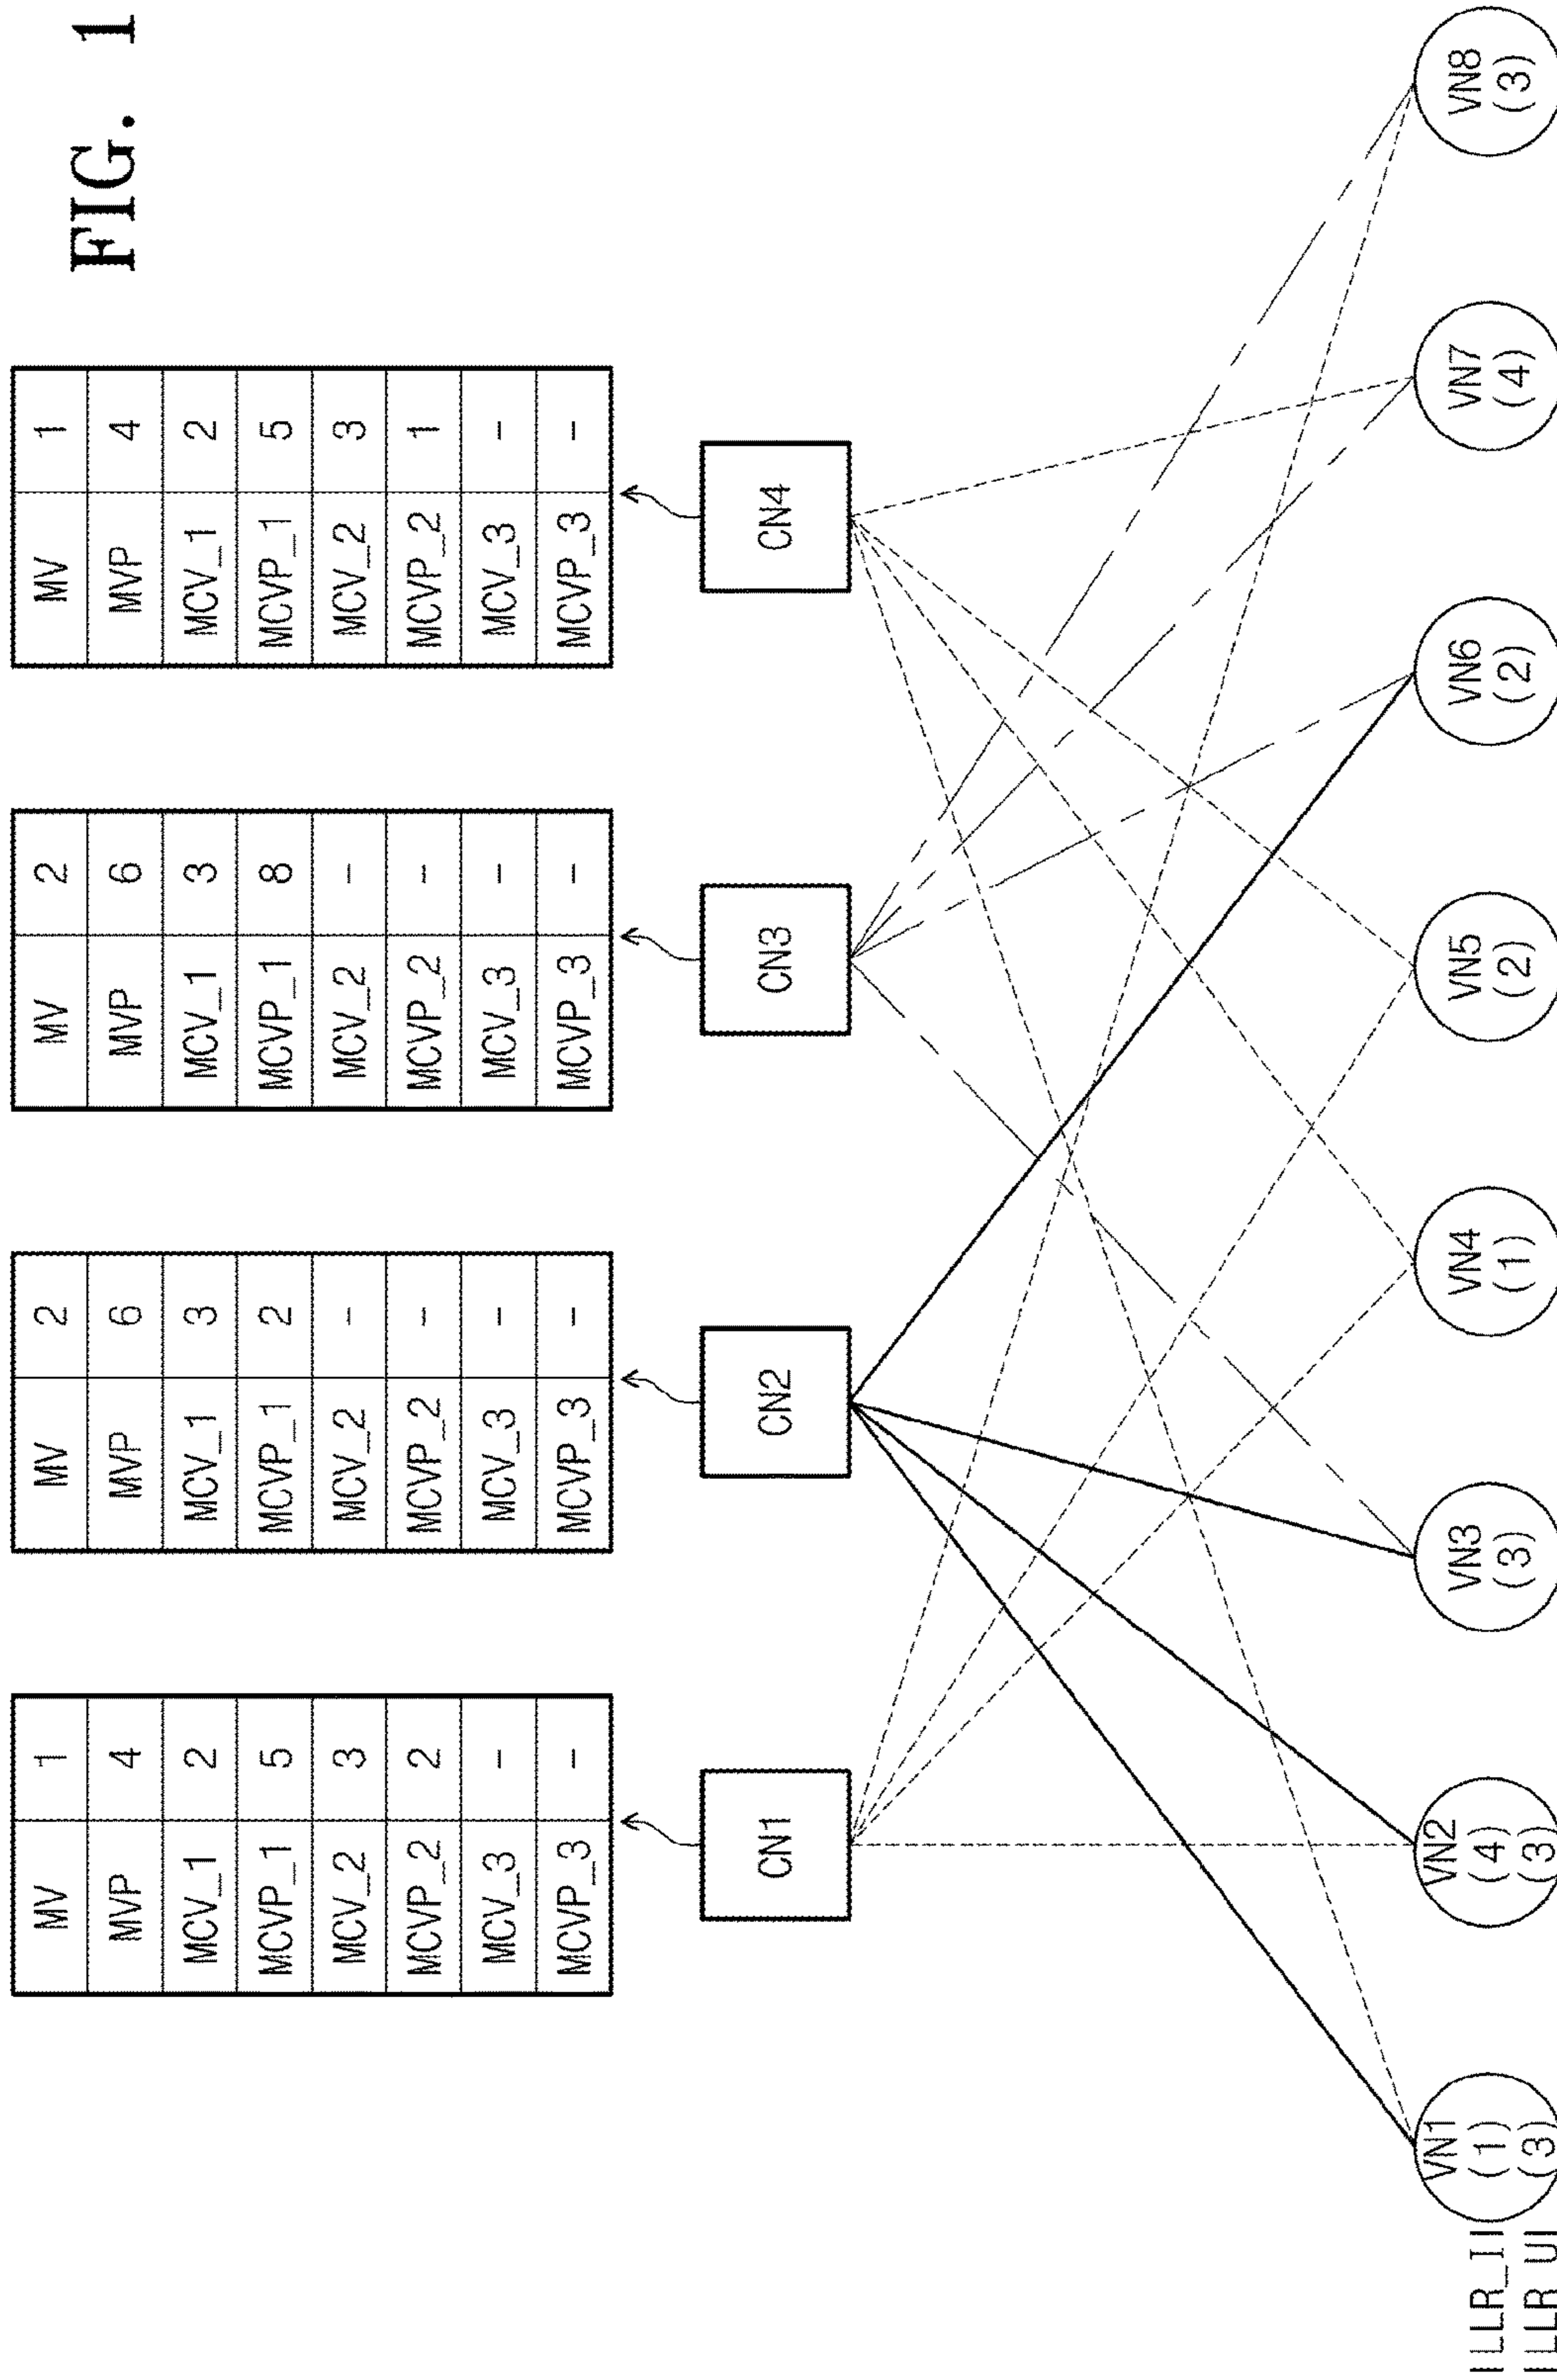 FIG. 1
MV 1
MVP 4
MCV_1 2
MCVP_1 5
MCV_2 3
MCVP_2 2
MCV_3 -
MCVP_3 -
MV 2
MVP 6
MCV_1 3
MCVP_1 2
MCV_2 -
MCVP_2 -
MCV_3 -
MCVP_3 -
MV 2
MVP 6
MCV_1 3
MCVP_1 8
MCV_2 -
MCVP_2 -
MCV_3 -
MCVP_3 -
MV 1
MVP 4
MCV_1 2
MCVP_1 5
MCV_2 3
MCVP_2 1
MCV_3 -
MCVP_3 -
CN1
CN2
CN3
CN4
|LLR_I|
|LLR_U|
VN1
(1)
(3)
VN2
(4)
(3)
VN3
(3)
VN4
(1)
VN5
(2)
VN6
(2)
VN7
(4)
VN8
(3)